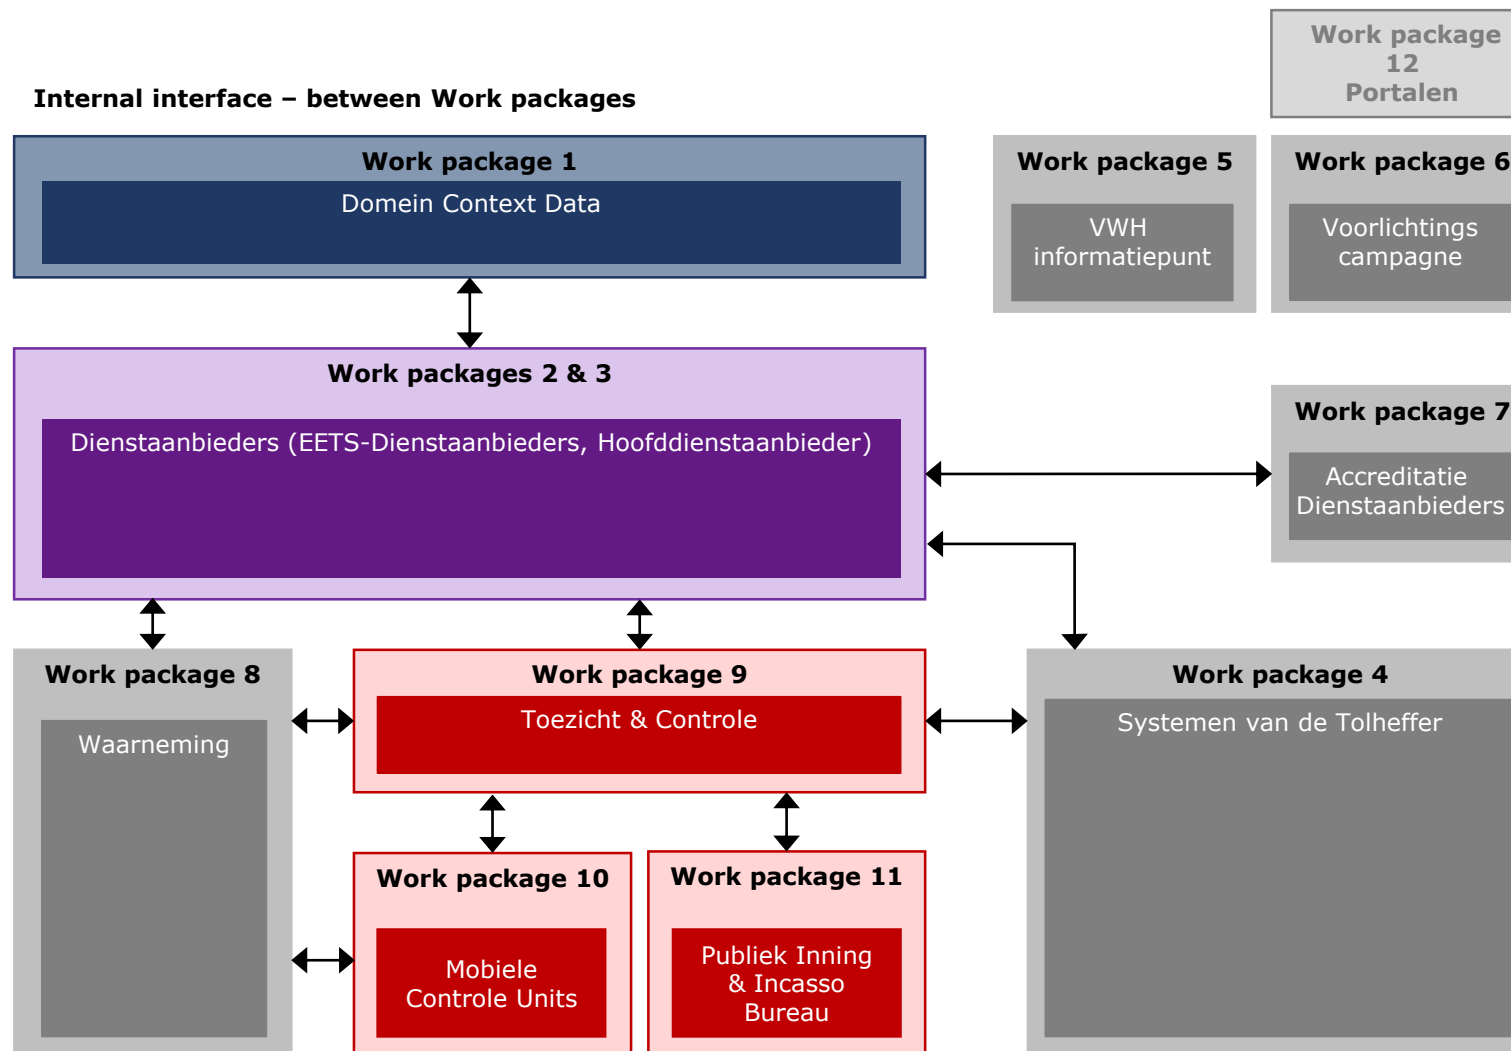 Work package
12
Portalen
Internal interface – between Work packages
Work package 1
Domein Context Data
Work package 5
VWH
informatiepunt
Work package 6
Voorlichtings
campagne
Work packages 2 & 3
Dienstaanbieders (EETS-Dienstaanbieders, Hoofddienstaanbieder)
Work package 7
Accreditatie
Dienstaanbieders
Work package 8
Waarneming
Work package 9
Toezicht & Controle
Work package 4
Systemen van de Tolheffer
Work package 10
Mobiele
Controle Units
Work package 11
Publiek Inning
& Incasso
Bureau